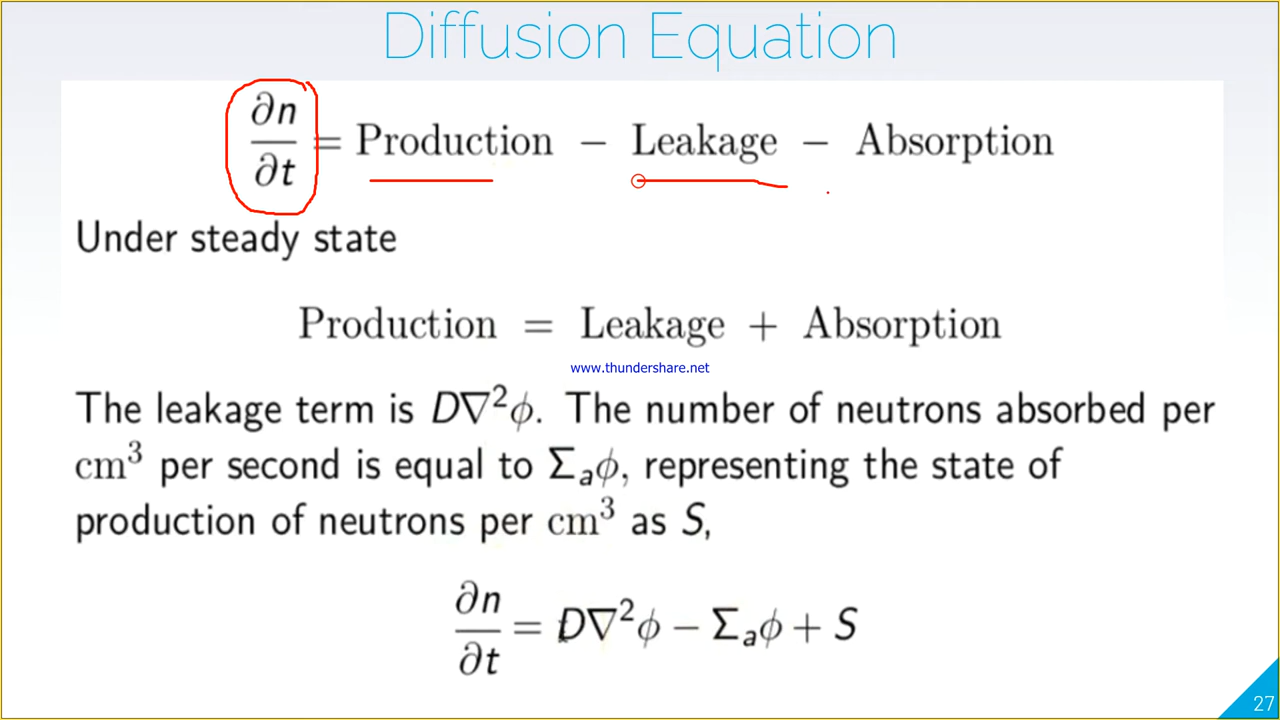 Diffusion Equation
∂n/∂t = Production − Leakage − Absorption
Under steady state
Production = Leakage + Absorption
www.thundershare.net
The leakage term is D∇²ϕ. The number of neutrons absorbed per
cm³ per second is equal to Σₐϕ, representing the state of
production of neutrons per cm³ as S,
∂n/∂t = D∇²ϕ − Σₐϕ + S
27